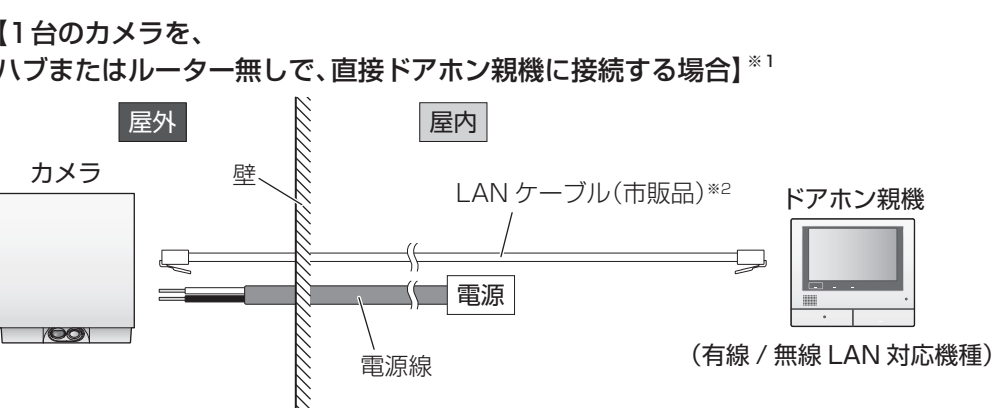 【1台のカメラを、
ハブまたはルーター無しで、直接ドアホン親機に接続する場合】※1
屋外
屋内
カメラ
壁
LAN ケーブル（市販品）※2
ドアホン親機
電源
電源線
（有線 / 無線 LAN 対応機種）